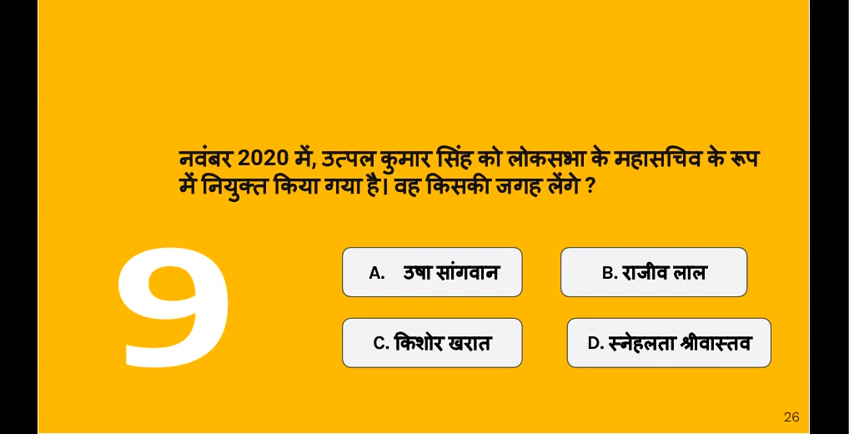 नवंबर 2020 में, उत्पल कुमार सिंह को लोकसभा के महासचिव के रूप
में नियुक्त किया गया है। वह किसकी जगह लेंगे ?
9
A. उषा सांगवान
B. राजीव लाल
C. किशोर खरात
D. स्नेहलता श्रीवास्तव
26